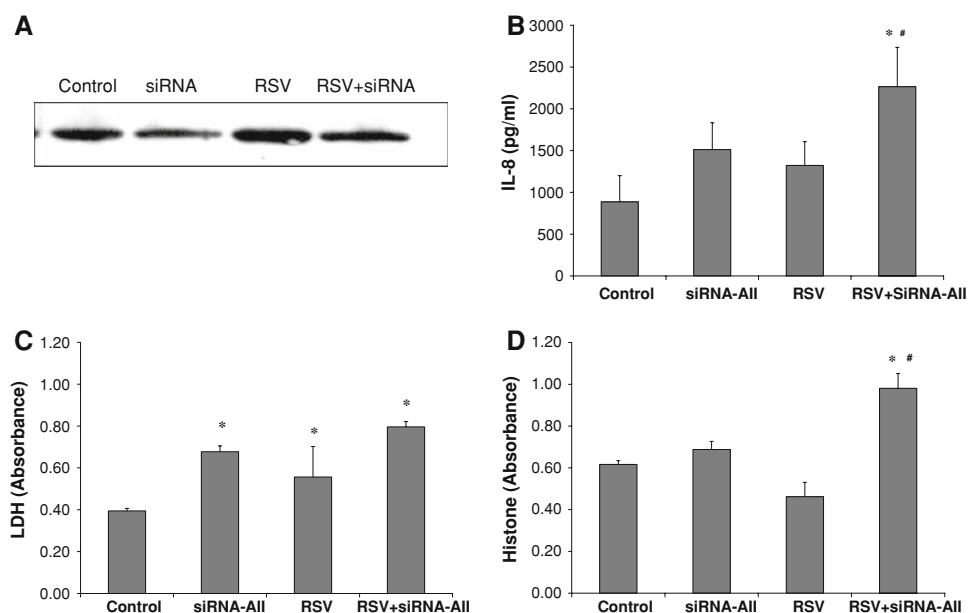 A
Control siRNA RSV RSV+siRNA
B
IL-8 (pg/ml)
3000
2500
2000
1500
1000
500
0
* #
Control siRNA-AII RSV RSV+SiRNA-AII
C
LDH (Absorbance)
1.20
1.00
0.80
0.60
0.40
0.20
0.00
*
*
*
Control siRNA-AII RSV RSV+siRNA-AII
D
Histone (Absorbance)
1.20
1.00
0.80
0.60
0.40
0.20
0.00
* #
Control siRNA-AII RSV RSV+siRNA-AII